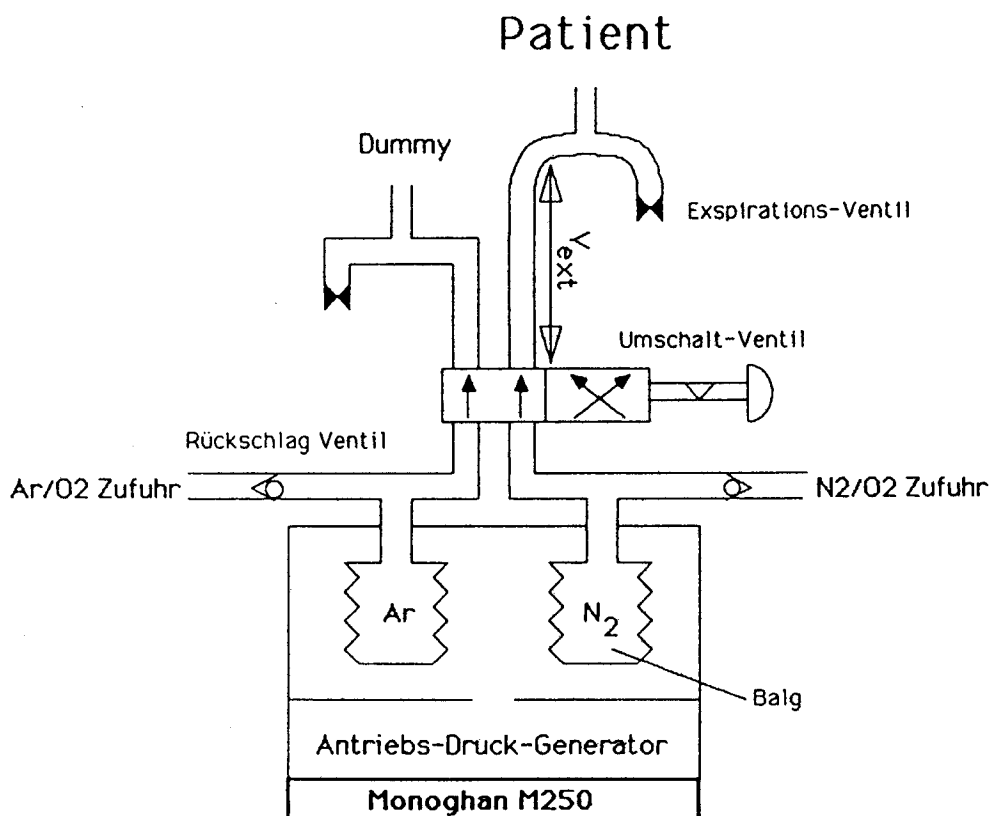 Patient
Dummy
Exspirations-Ventil
Vext
Umschalt-Ventil
Rückschlag Ventil
Ar/O2 Zufuhr
N2/O2 Zufuhr
Ar
N2
Balg
Antriebs-Druck-Generator
Monoghan M250